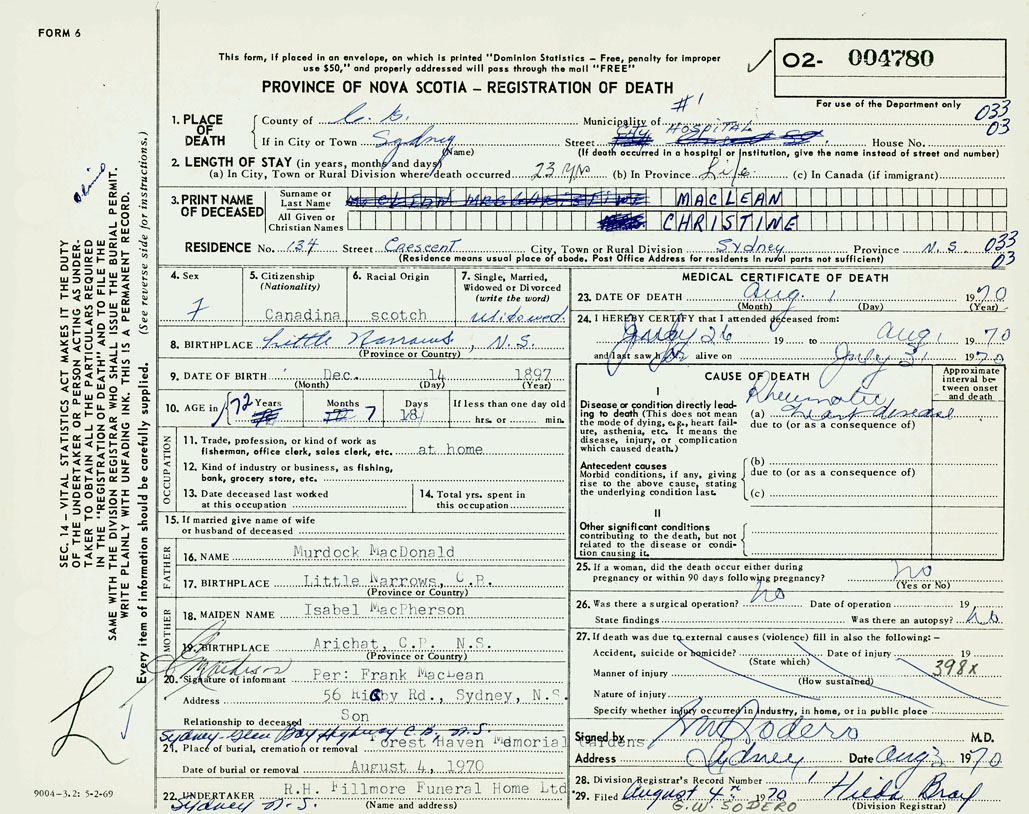 FORM 6
This form, if placed in an envelope, on which is printed "Dominion Statistics – Free, penalty for improper
use $50," and properly addressed will pass through the mail "FREE"
✓ O2- 004780
PROVINCE OF NOVA SCOTIA – REGISTRATION OF DEATH
For use of the Department only
#1
033
03
1. PLACE OF DEATH
County of C. B. Municipality of
If in City or Town Sydney Street City HOSPITAL House No.
(Name) (If death occurred in a hospital or institution, give the name instead of street and number)
2. LENGTH OF STAY (in years, months and days)
(a) In City, Town or Rural Division where death occurred 23 yrs (b) In Province Life (c) In Canada (if immigrant)
3. PRINT NAME OF DECEASED
Surname or Last Name MACLEAN
All Given or Christian Names CHRISTINE
RESIDENCE No. 134 Street Crescent City, Town or Rural Division Sydney Province N.S. 033
03
(Residence means usual place of abode. Post Office Address for residents in rural parts not sufficient)
4. Sex F
5. Citizenship (Nationality) Canadina
6. Racial Origin scotch
7. Single, Married, Widowed or Divorced (write the word) Widowed
8. BIRTHPLACE Little Narrows, N.S.
(Province or Country)
9. DATE OF BIRTH Dec. 14 1897
(Month) (Day) (Year)
10. AGE in 72 Years Months 7 Days 18 If less than one day old
hrs. or min.
OCCUPATION
11. Trade, profession, or kind of work as
fisherman, office clerk, sales clerk, etc. at home
12. Kind of industry or business, as fishing,
bank, grocery store, etc.
13. Date deceased last worked
at this occupation
14. Total yrs. spent in
this occupation
15. If married give name of wife
or husband of deceased
FATHER
16. NAME Murdock MacDonald
17. BIRTHPLACE Little Narrows, C.B.
(Province or Country)
MOTHER
18. MAIDEN NAME Isabel MacPherson
19. BIRTHPLACE Arichat, C.B. N.S.
(Province or Country)
20. Signature of informant Per: Frank MacLean
Address 56 Rigby Rd., Sydney, N.S.
Relationship to deceased Son
Sydney-Glace Bay Highway C.B. N.S.
21. Place of burial, cremation or removal Forest Haven Memorial Gardens
Date of burial or removal August 4, 1970
22. UNDERTAKER R.H. Fillmore Funeral Home Ltd
Sydney N.S. (Name and address)
MEDICAL CERTIFICATE OF DEATH
23. DATE OF DEATH Aug. 1 1970
(Month) (Day) (Year)
24. I HEREBY CERTIFY that I attended deceased from:
July 26 19 to Aug 1 1970
and last saw her alive on July 31 1970
CAUSE OF DEATH
Approximate interval between onset and death
I
Disease or condition directly leading to death (This does not mean the mode of dying, e.g., heart failure, asthenia, etc. It means the disease, injury, or complication which caused death.)
(a) Rheumatic heart disease
due to (or as a consequence of)
Antecedent causes
Morbid conditions, if any, giving rise to the above cause, stating the underlying condition last.
(b)
due to (or as a consequence of)
(c)
II
Other significant conditions contributing to the death, but not related to the disease or condition causing it.
25. If a woman, did the death occur either during
pregnancy or within 90 days following pregnancy? no
(Yes or No)
26. Was there a surgical operation? no Date of operation 19
State findings Was there an autopsy? no
27. If death was due to external causes (violence) fill in also the following:–
Accident, suicide or homicide? Date of injury 19
(State which) 398x
Manner of injury
(How sustained)
Nature of injury
Specify whether injury occurred in industry, in home, or in public place
Signed by G W Sodero M.D.
Address Sydney Date Aug 3 1970
28. Division Registrar's Record Number 1
29. Filed August 4th 1970 Hilda Bray
G.W. SODERO (Division Registrar)
SEC. 14 – VITAL STATISTICS ACT MAKES IT THE DUTY
OF THE UNDERTAKER OR PERSON ACTING AS UNDER-
TAKER TO OBTAIN ALL THE PARTICULARS REQUIRED
IN THE "REGISTRATION OF DEATH" AND TO FILE THE
SAME WITH THE DIVISION REGISTRAR WHO SHALL ISSUE THE BURIAL PERMIT.
WRITE PLAINLY WITH UNFADING INK. THIS IS A PERMANENT RECORD.
Every item of information should be carefully supplied. (See reverse side for instructions.)
9004-3.2: 5-2-69